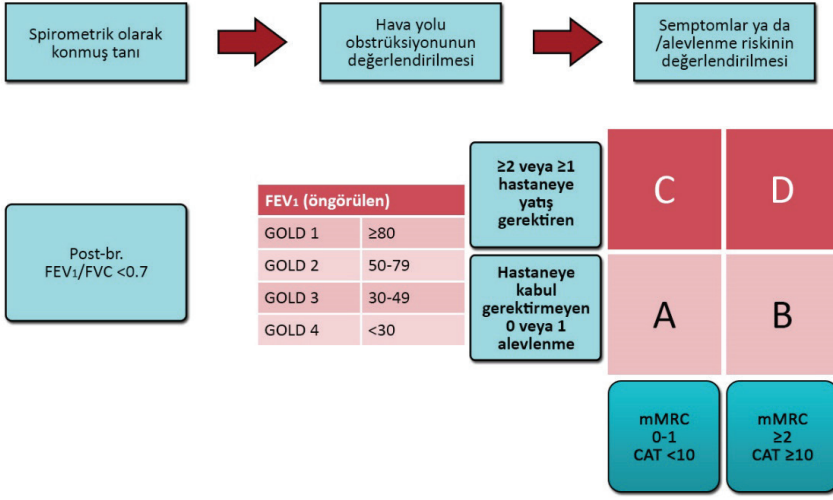 Spirometrik olarak
konmuş tanı
Hava yolu
obstrüksiyonunun
değerlendirilmesi
Semptomlar ya da
/alevlenme riskinin
değerlendirilmesi
Post-br.
FEV₁/FVC <0.7
FEV₁ (öngörülen)
GOLD 1 ≥80
GOLD 2 50-79
GOLD 3 30-49
GOLD 4 <30
≥2 veya ≥1
hastaneye
yatış
gerektiren
C D
Hastaneye
kabul
gerektirmeyen
0 veya 1
alevlenme
A B
mMRC
0-1
CAT <10
mMRC
≥2
CAT ≥10